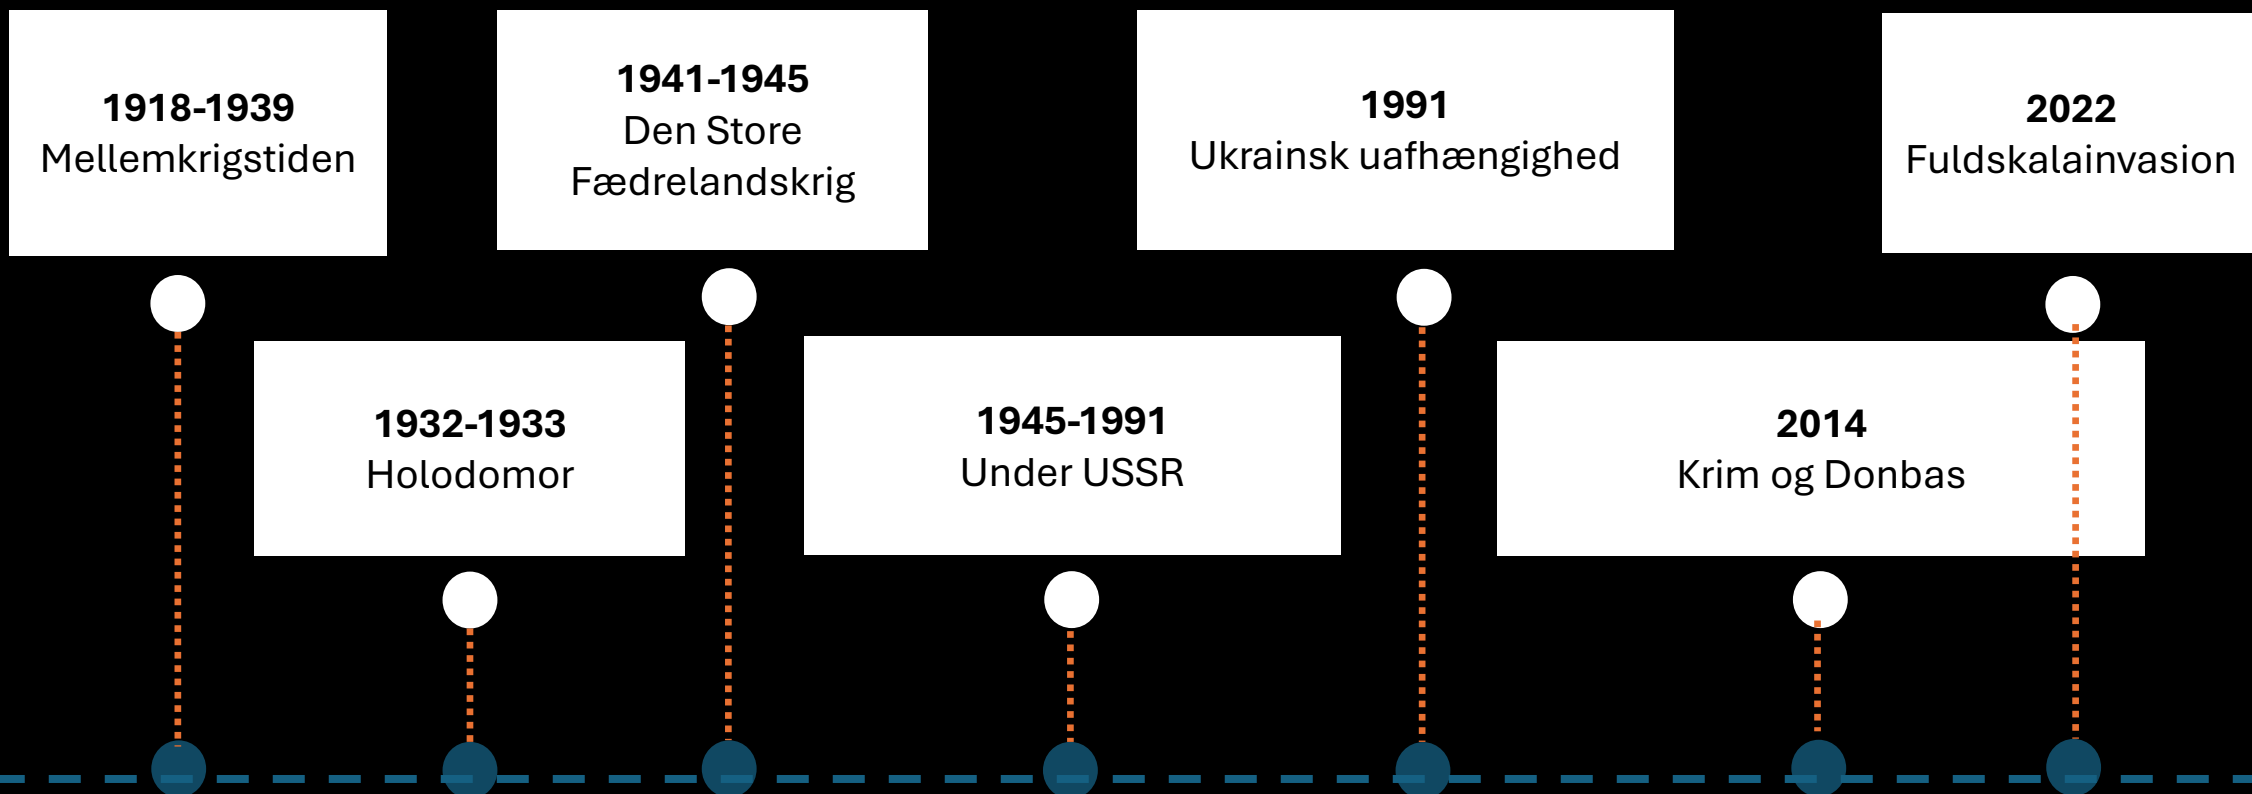 1918-1939
Mellemkrigstiden
1932-1933
Holodomor
1941-1945
Den Store
Fædrelandskrig
1945-1991
Under USSR
1991
Ukrainsk uafhængighed
2014
Krim og Donbas
2022
Fuldskalainvasion